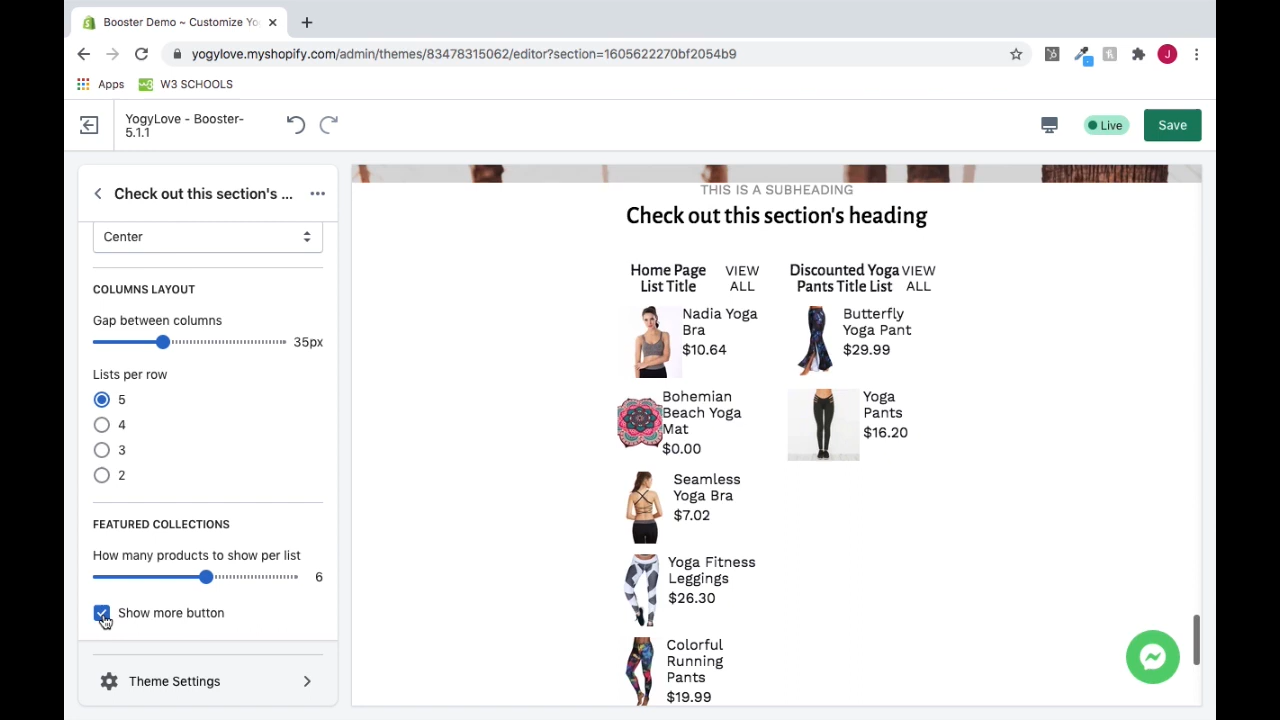 Booster Demo ~ Customize Yo
yogylove.myshopify.com/admin/themes/83478315062/editor?section=1605622270bf2054b9
J
Apps
W3 SCHOOLS
YogyLove - Booster-
5.1.1
Live
Save
Check out this section's ...
Center
COLUMNS LAYOUT
Gap between columns
35px
Lists per row
5
4
3
2
FEATURED COLLECTIONS
How many products to show per list
6
Show more button
Theme Settings
THIS IS A SUBHEADING
Check out this section's heading
Home Page
List Title
VIEW
ALL
Nadia Yoga
Bra
$10.64
Bohemian
Beach Yoga
Mat
$0.00
Seamless
Yoga Bra
$7.02
Yoga Fitness
Leggings
$26.30
Colorful
Running
Pants
$19.99
Discounted Yoga
Pants Title List
VIEW
ALL
Butterfly
Yoga Pant
$29.99
Yoga
Pants
$16.20